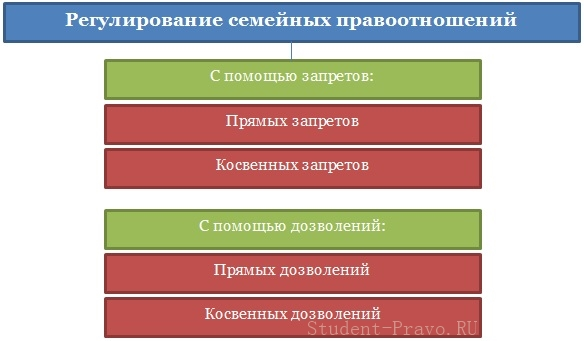 Регулирование семейных правоотношений
С помощью запретов:
Прямых запретов
Косвенных запретов
С помощью дозволений:
Прямых дозволений
Косвенных дозволений
Student-Pravo.RU